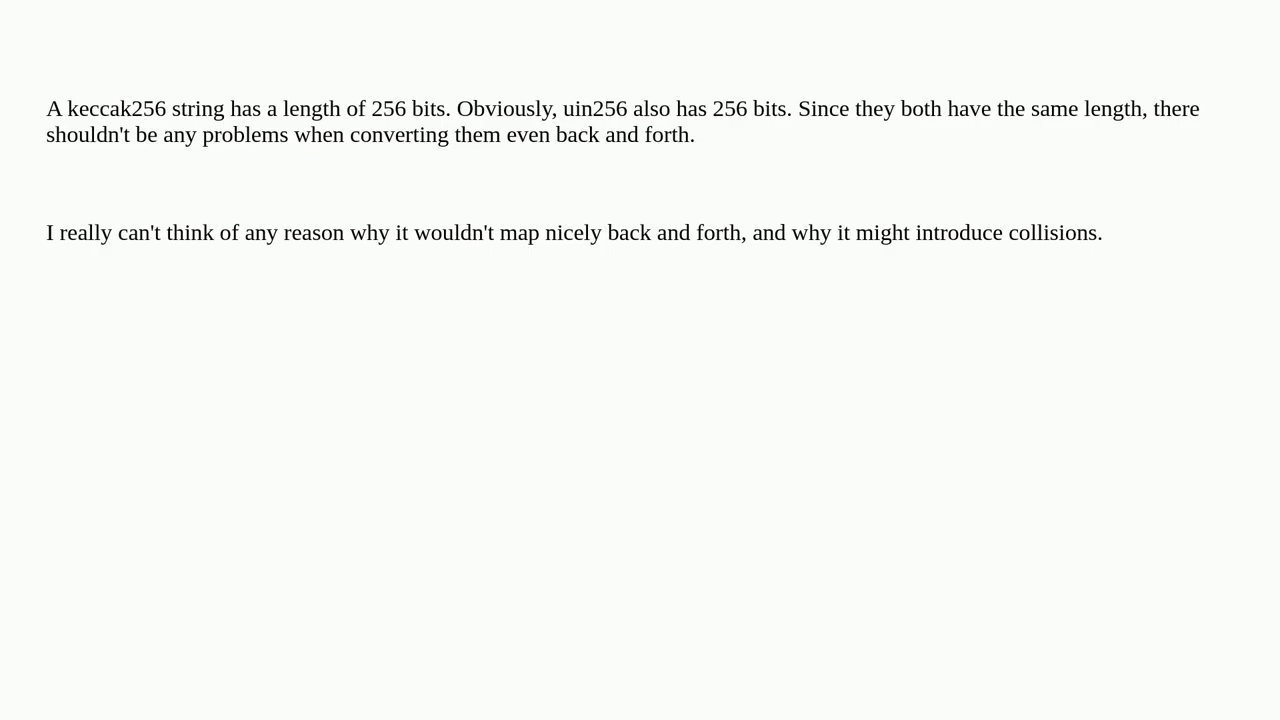 A keccak256 string has a length of 256 bits. Obviously, uin256 also has 256 bits. Since they both have the same length, there
shouldn't be any problems when converting them even back and forth.
I really can't think of any reason why it wouldn't map nicely back and forth, and why it might introduce collisions.